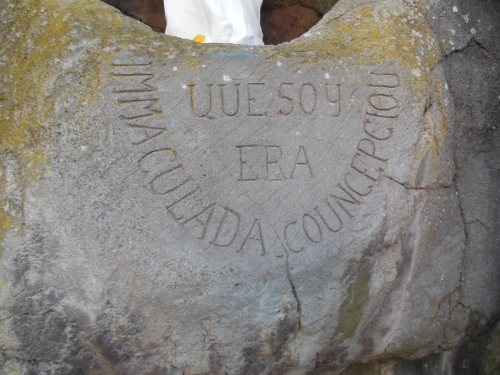 QUE SOY
ERA
IMMACULADA COUNCEPCIOU